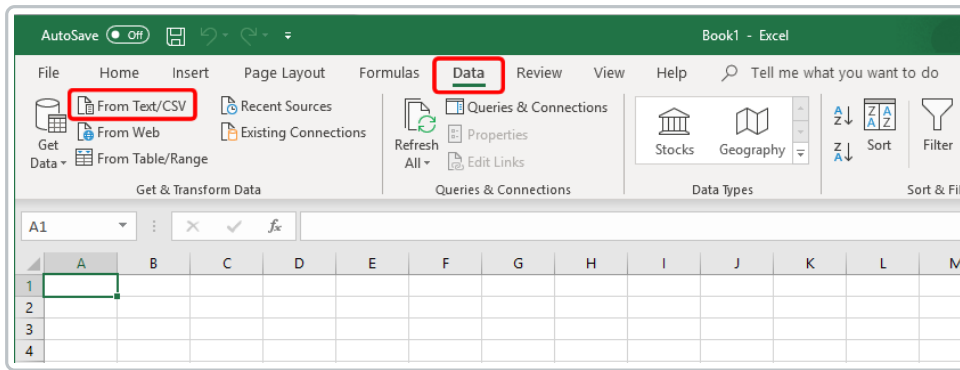 AutoSave Off Book1 - Excel
File Home Insert Page Layout Formulas Data Review View Help Tell me what you want to do
From Text/CSV
From Web
From Table/Range
Get
Data
Recent Sources
Existing Connections
Get & Transform Data
Refresh
All
Queries & Connections
Properties
Edit Links
Queries & Connections
Stocks Geography
Data Types
A
Z
Z
A
Z A
A Z
Sort Filter
Sort &
A1 fx
A B C D E F G H I J K L
1
2
3
4